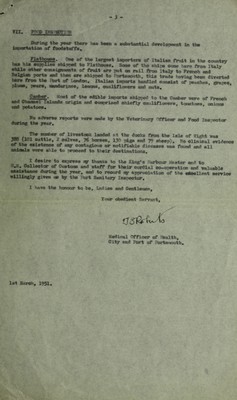 - 3 -
VII. FOOD INSPECTION
During the year there has been a substantial development in the
importation of foodstuffs.
Flathouse. One of the largest importers of Italian fruit in the country
has his supplies shipped to Flathouse. Some of the ships come here from Italy
while other consignments of fruit are put on rail from Italy to French and
Belgian ports and then are shipped to Portsmouth. This trade having been diverted
here from the Port of London. Italian imports handled consist of peaches, grapes,
plums, pears, mandarines, lemons, cauliflowers and nuts.
Camber. Most of the edible imports shipped to the Camber were of French
and Channel Islands origin and comprised chiefly cauliflowers, tomatoes, onions
and potatoes.
No adverse reports were made by the Veterinary Officer and Food Inspector
during the year.
The number of livestock landed at the docks from the Isle of Wight was
cattle, 2 calves, horses, pigs and sheep). No clinical evidence
of the existence of any contagious or notifiable diseases was found and all
animals were able to proceed to their destinations.
I desire to express my thanks to the King's Harbour Master and to
H.M. Collector of Customs and staff for their cordial co-operation and valuable
assistance during the year, and to record my appreciation of the excellent service
willingly given me by the Port Sanitary Inspector.
I have the honour to be, Ladies and Gentlemen,
Your obedient Servant,
Medical Officer of Health,
City and Port of Portsmouth.
1st March, 1951.